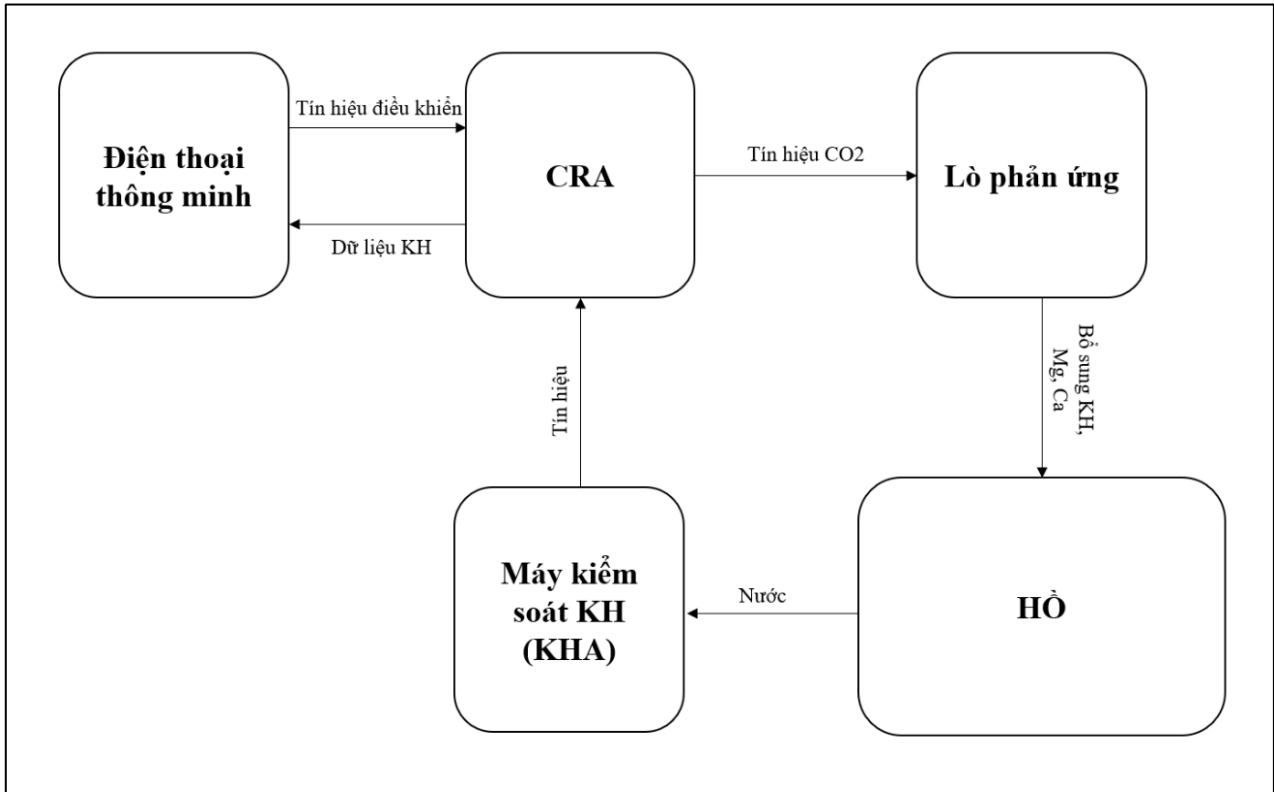 Điện thoại
thông minh
Tín hiệu điều khiển
Dữ liệu KH
CRA
Tín hiệu CO2
Lò phản ứng
Bổ sung KH,
Mg, Ca
Tín hiệu
Máy kiểm
soát KH
(KHA)
Nước
HỒ